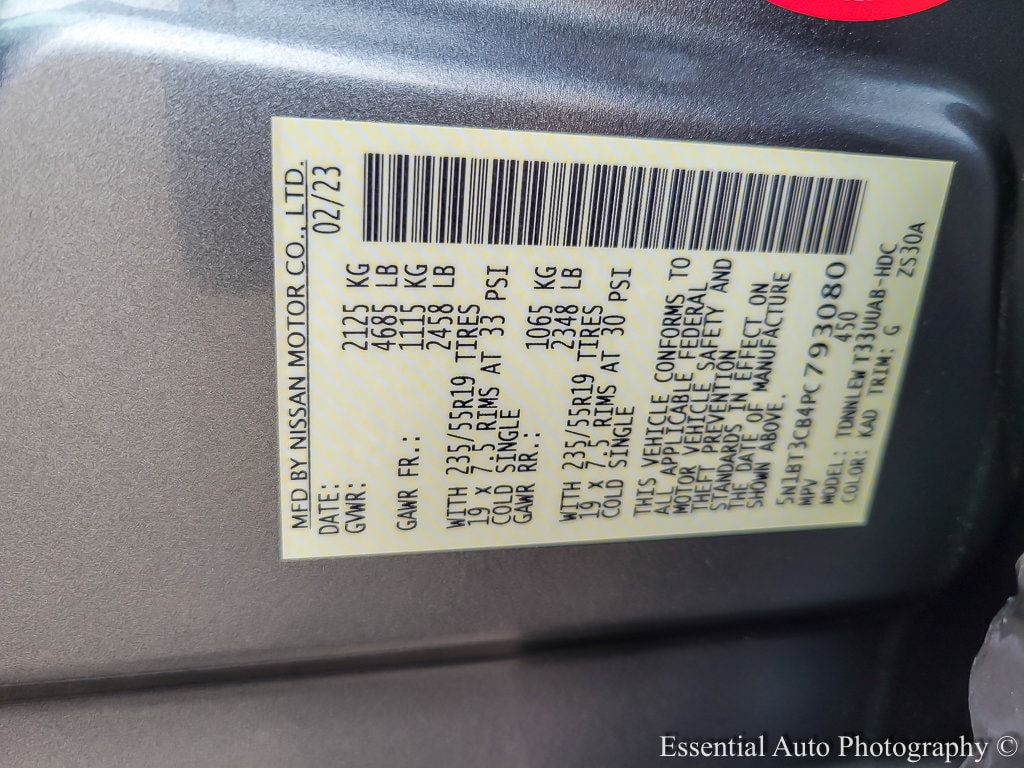 MFD BY NISSAN MOTOR CO., LTD.
DATE: 02/23
GVWR: 2125 KG
4685 LB
GAWR FR.: 1115 KG
2458 LB
WITH 235/55R19 TIRES
19 x 7.5 RIMS AT 33 PSI
COLD SINGLE
GAWR RR.: 1065 KG
2348 LB
WITH 235/55R19 TIRES
19 x 7.5 RIMS AT 30 PSI
COLD SINGLE
THIS VEHICLE CONFORMS TO
ALL APPLICABLE FEDERAL
MOTOR VEHICLE SAFETY AND
THEFT PREVENTION
STANDARDS IN EFFECT ON
THE DATE OF MANUFACTURE
SHOWN ABOVE.
5N1BT3CB4PC793080
MPV 450
MODEL: TDNNLEWT33UUAB-HDC
COLOR: KAD TRIM: G ZS30A
Essential Auto Photography ©